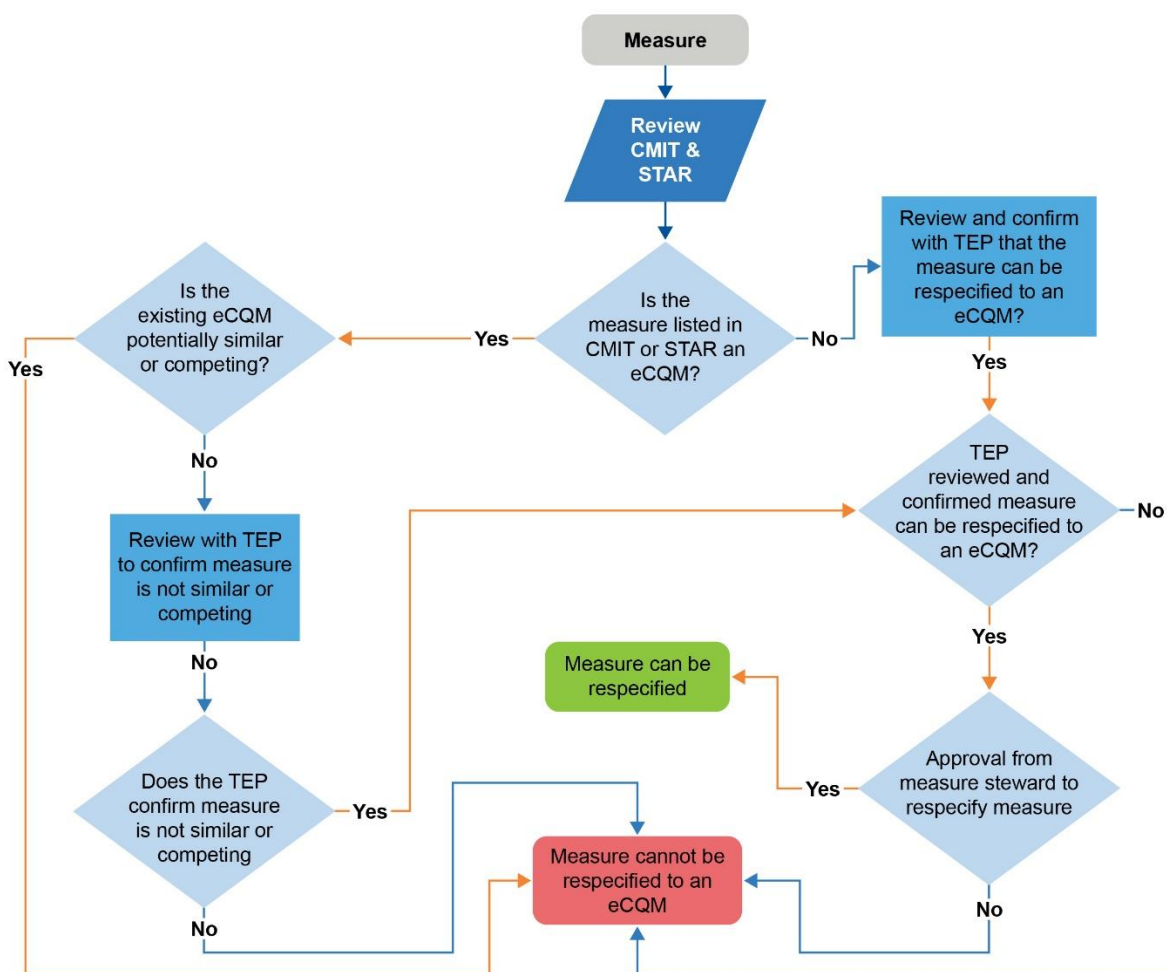 Measure
Review
CMIT &
STAR
Review and confirm
with TEP that the
measure can be
respecified to an
eCQM?
Is the
existing eCQM
potentially similar
or competing?
Is the
measure listed in
CMIT or STAR an
eCQM?
Yes
Yes
No
Yes
No
TEP
reviewed and
confirmed measure
can be respecified to
an eCQM?
No
Review with TEP
to confirm measure
is not similar or
competing
No
Yes
Measure can be
respecified
Does the TEP
confirm measure
is not similar or
competing
Yes
Approval from
measure steward to
respecify measure
Yes
Measure cannot be
respecified to an
eCQM
No
No